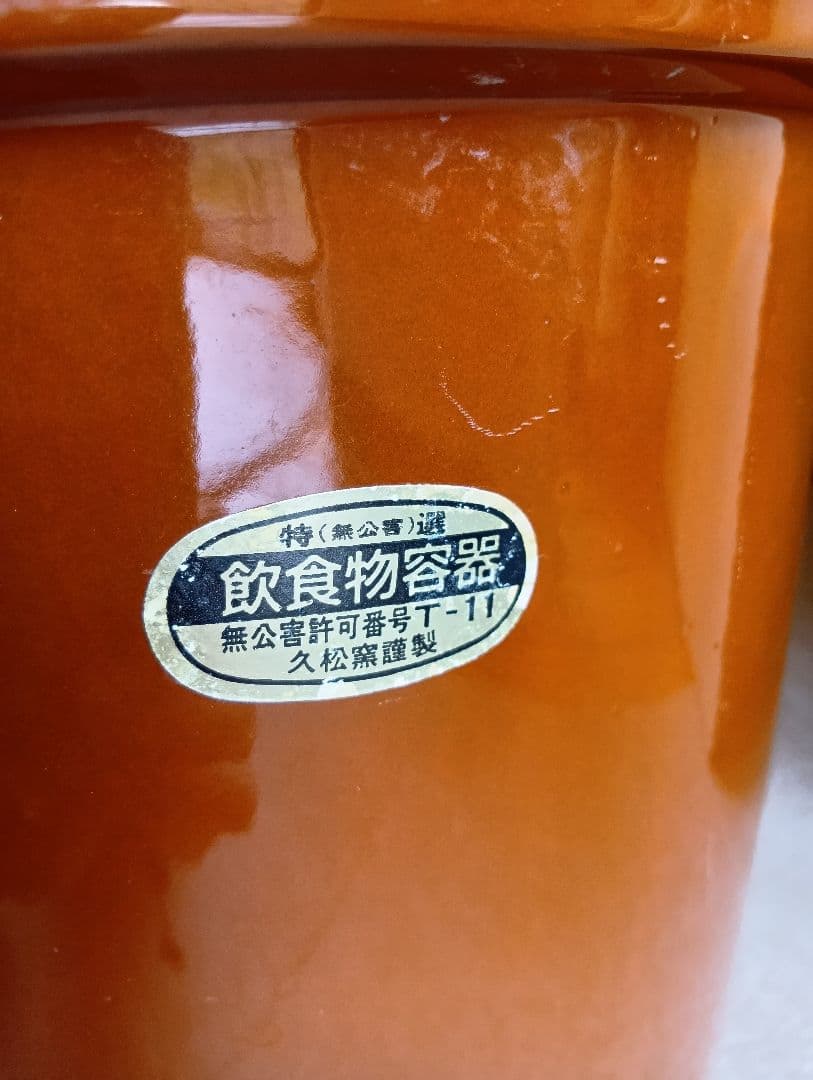 特(無公害)選
飲食物容器
無公害許可番号T-11
久松窯謹製